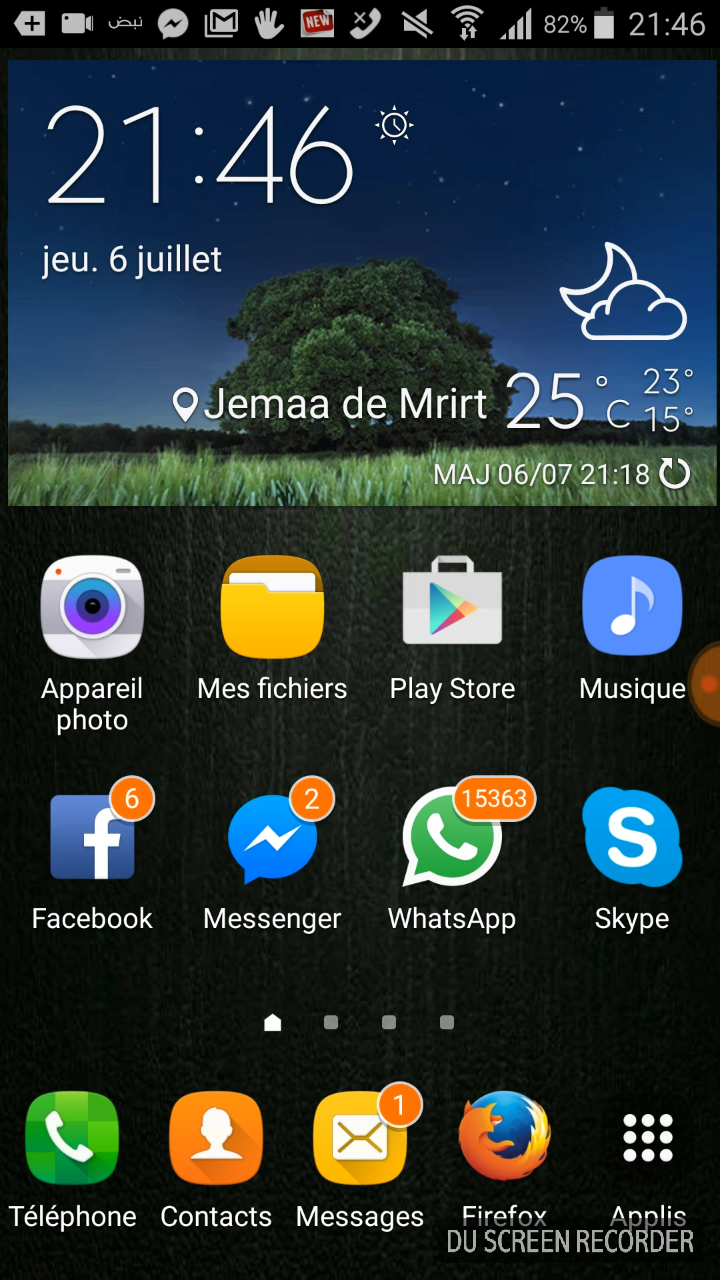 نبض NEW 82% 21:46
21:46
jeu. 6 juillet
Jemaa de Mrirt 25°C 23°
15°
MAJ 06/07 21:18
Appareil photo
Mes fichiers
Play Store
Musique
6
2
15363
Facebook
Messenger
WhatsApp
Skype
1
Téléphone
Contacts
Messages
Firefox
Applis
DU SCREEN RECORDER